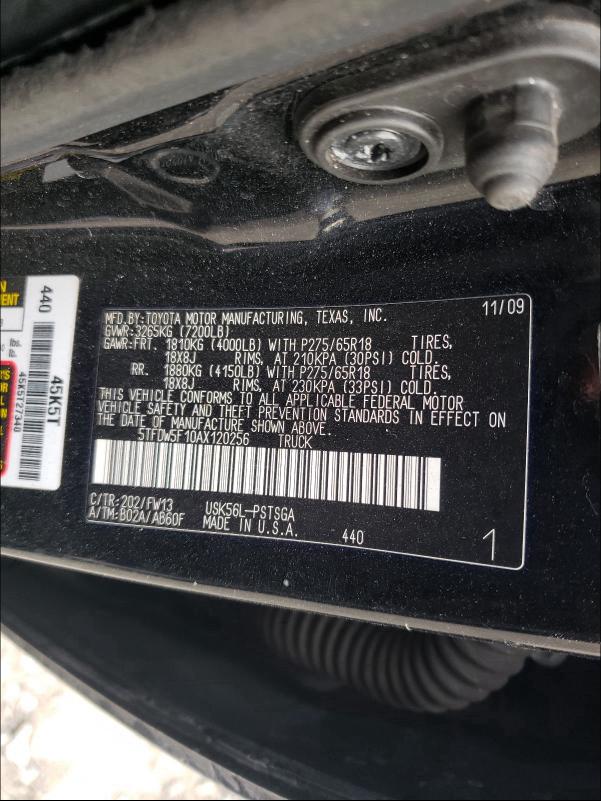 MFD.BY:TOYOTA MOTOR MANUFACTURING, TEXAS, INC. 11/09
GVWR:3265KG (7200LB)
GAWR:FRT. 1810KG (4000LB) WITH P275/65R18 TIRES,
18X8J RIMS, AT 210KPA (30PSI) COLD.
RR. 1880KG (4150LB) WITH P275/65R18 TIRES,
18X8J RIMS, AT 230KPA (33PSI) COLD.
THIS VEHICLE CONFORMS TO ALL APPLICABLE FEDERAL MOTOR
VEHICLE SAFETY AND THEFT PREVENTION STANDARDS IN EFFECT ON
THE DATE OF MANUFACTURE SHOWN ABOVE.
5TFDW5F10AX120256 TRUCK
C/TR:202/FW13 USK56L-PSTSGA
A/TM:B02A/AB60F MADE IN U.S.A. 440 1
440
45K5T
45K5T27340
lbs.
lb.